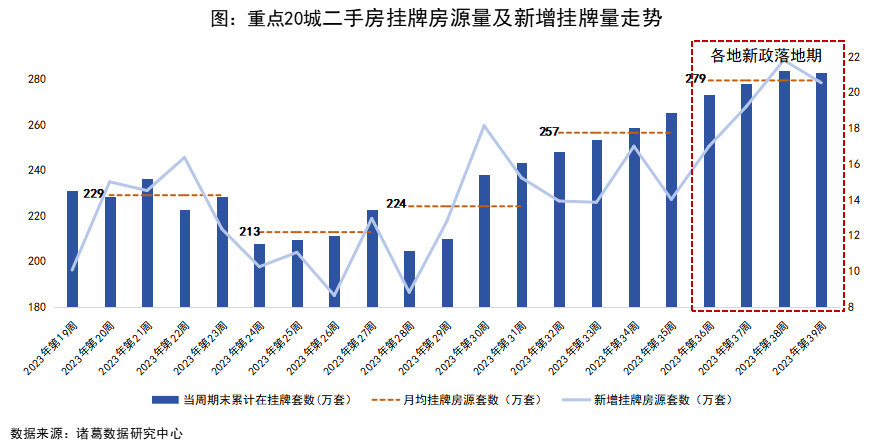 图：重点20城二手房挂牌房源量及新增挂牌量走势
各地新政落地期
280
260
240
220
200
180
22
20
18
16
14
12
10
8
229
213
224
257
279
2023年第19周
2023年第20周
2023年第21周
2023年第22周
2023年第23周
2023年第24周
2023年第25周
2023年第26周
2023年第27周
2023年第28周
2023年第29周
2023年第30周
2023年第31周
2023年第32周
2023年第33周
2023年第34周
2023年第35周
2023年第36周
2023年第37周
2023年第38周
2023年第39周
当周期末累计在挂牌套数(万套)
月均挂牌房源套数（万套）
新增挂牌房源套数（万套）
数据来源：诸葛数据研究中心